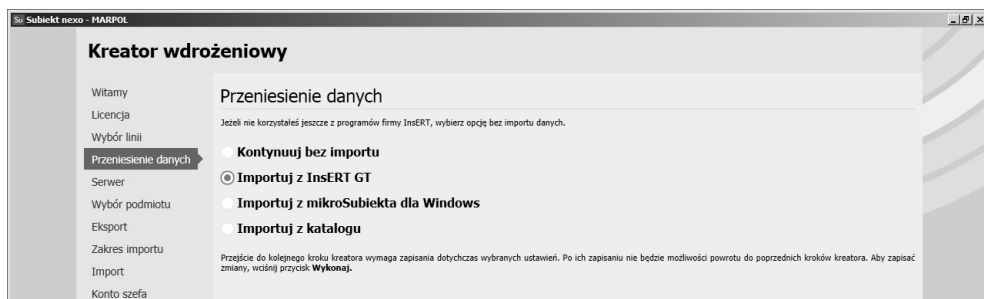 Su Subiekt nexo - MARPOL
Kreator wdrożeniowy
Witamy
Licencja
Wybór linii
Przeniesienie danych
Serwer
Wybór podmiotu
Eksport
Zakres importu
Import
Konto szefa
Przeniesienie danych
Jeżeli nie korzystałeś jeszcze z programów firmy InsERT, wybierz opcję bez importu danych.
Kontynuuj bez importu
Importuj z InsERT GT
Importuj z mikroSubiekta dla Windows
Importuj z katalogu
Przejście do kolejnego kroku kreatora wymaga zapisania dotychczas wybranych ustawień. Po ich zapisaniu nie będzie możliwości powrotu do poprzednich kroków kreatora. Aby zapisać
zmiany, wciśnij przycisk Wykonaj.